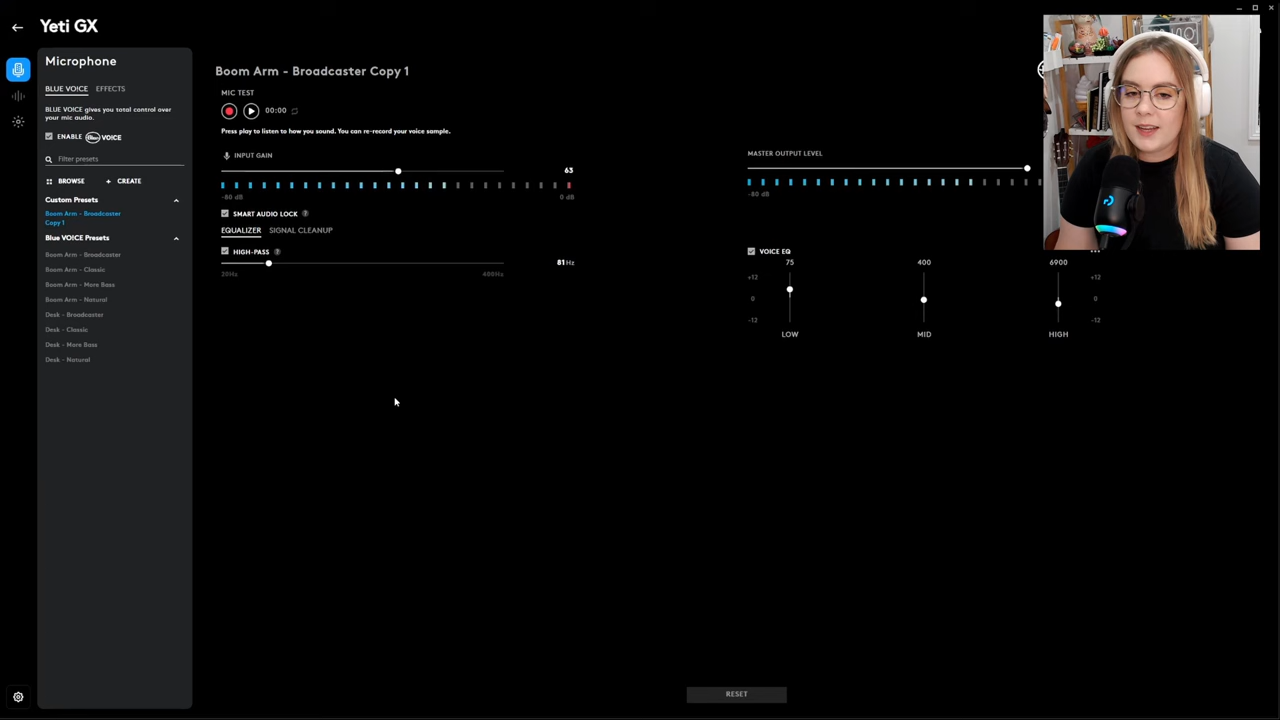 Yeti GX
Microphone
BLUE VOICE EFFECTS
BLUE VOICE gives you total control over
your mic audio.
ENABLE Blue VOICE
Filter presets
BROWSE + CREATE
Custom Presets
Boom Arm - Broadcaster
Copy 1
Blue VOICE Presets
Boom Arm - Broadcaster
Boom Arm - Classic
Boom Arm - More Bass
Boom Arm - Natural
Desk - Broadcaster
Desk - Classic
Desk - More Bass
Desk - Natural
Boom Arm - Broadcaster Copy 1
MIC TEST
00:00
Press play to listen to how you sound. You can re-record your voice sample.
INPUT GAIN
63
-80 dB 0 dB
SMART AUDIO LOCK ?
EQUALIZER SIGNAL CLEANUP
HIGH-PASS ?
81 Hz
20Hz 400Hz
MASTER OUTPUT LEVEL
-80 dB
VOICE EQ
75 400 6900
+12 +12
0 0
-12 -12
LOW MID HIGH
RESET